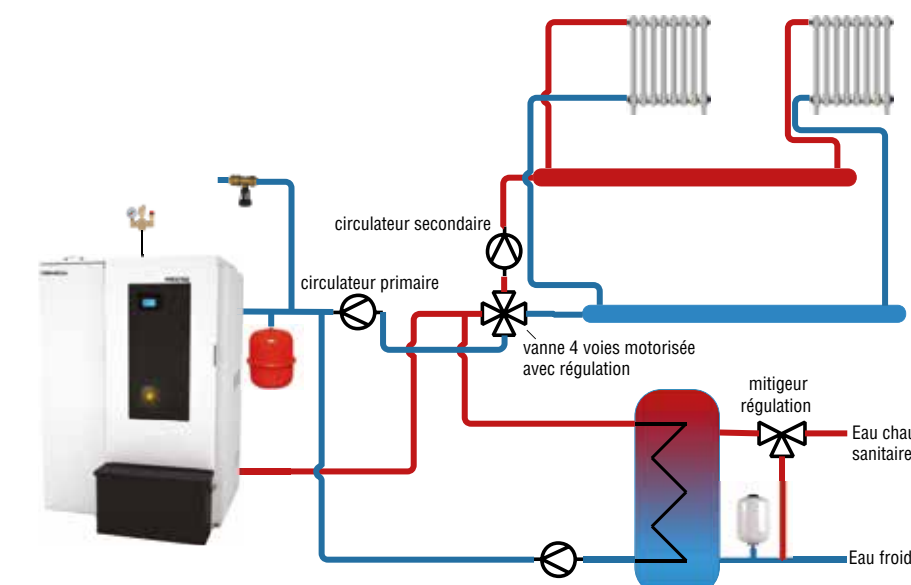 circulateur secondaire
circulateur primaire
vanne 4 voies motorisée
avec régulation
mitigeur
régulation
Eau chau
sanitaire
Eau froid